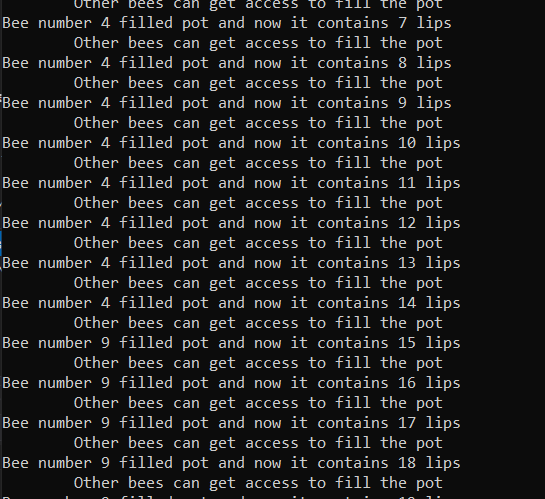 Other bees can get access to fill the pot
Bee number 4 filled pot and now it contains 7 lips
Other bees can get access to fill the pot
Bee number 4 filled pot and now it contains 8 lips
Other bees can get access to fill the pot
Bee number 4 filled pot and now it contains 9 lips
Other bees can get access to fill the pot
Bee number 4 filled pot and now it contains 10 lips
Other bees can get access to fill the pot
Bee number 4 filled pot and now it contains 11 lips
Other bees can get access to fill the pot
Bee number 4 filled pot and now it contains 12 lips
Other bees can get access to fill the pot
Bee number 4 filled pot and now it contains 13 lips
Other bees can get access to fill the pot
Bee number 4 filled pot and now it contains 14 lips
Other bees can get access to fill the pot
Bee number 9 filled pot and now it contains 15 lips
Other bees can get access to fill the pot
Bee number 9 filled pot and now it contains 16 lips
Other bees can get access to fill the pot
Bee number 9 filled pot and now it contains 17 lips
Other bees can get access to fill the pot
Bee number 9 filled pot and now it contains 18 lips
Other bees can get access to fill the pot